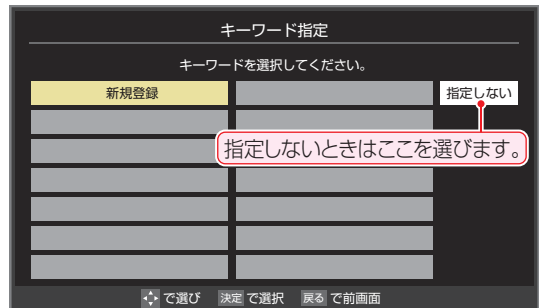 キーワード指定
キーワードを選択してください。
新規登録
指定しない
指定しないときはここを選びます。
で選び 決定 で選択 戻る で前画面